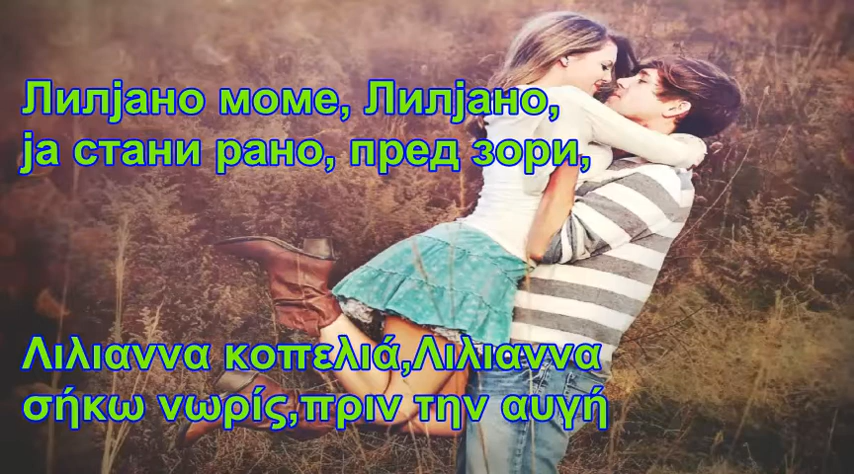 Лилјано моме, Лилјано,
ја стани рано, пред зори,
Λιλιαννα κοπελιά,Λιλιαννα
σήκω νωρίς,πριν την αυγή